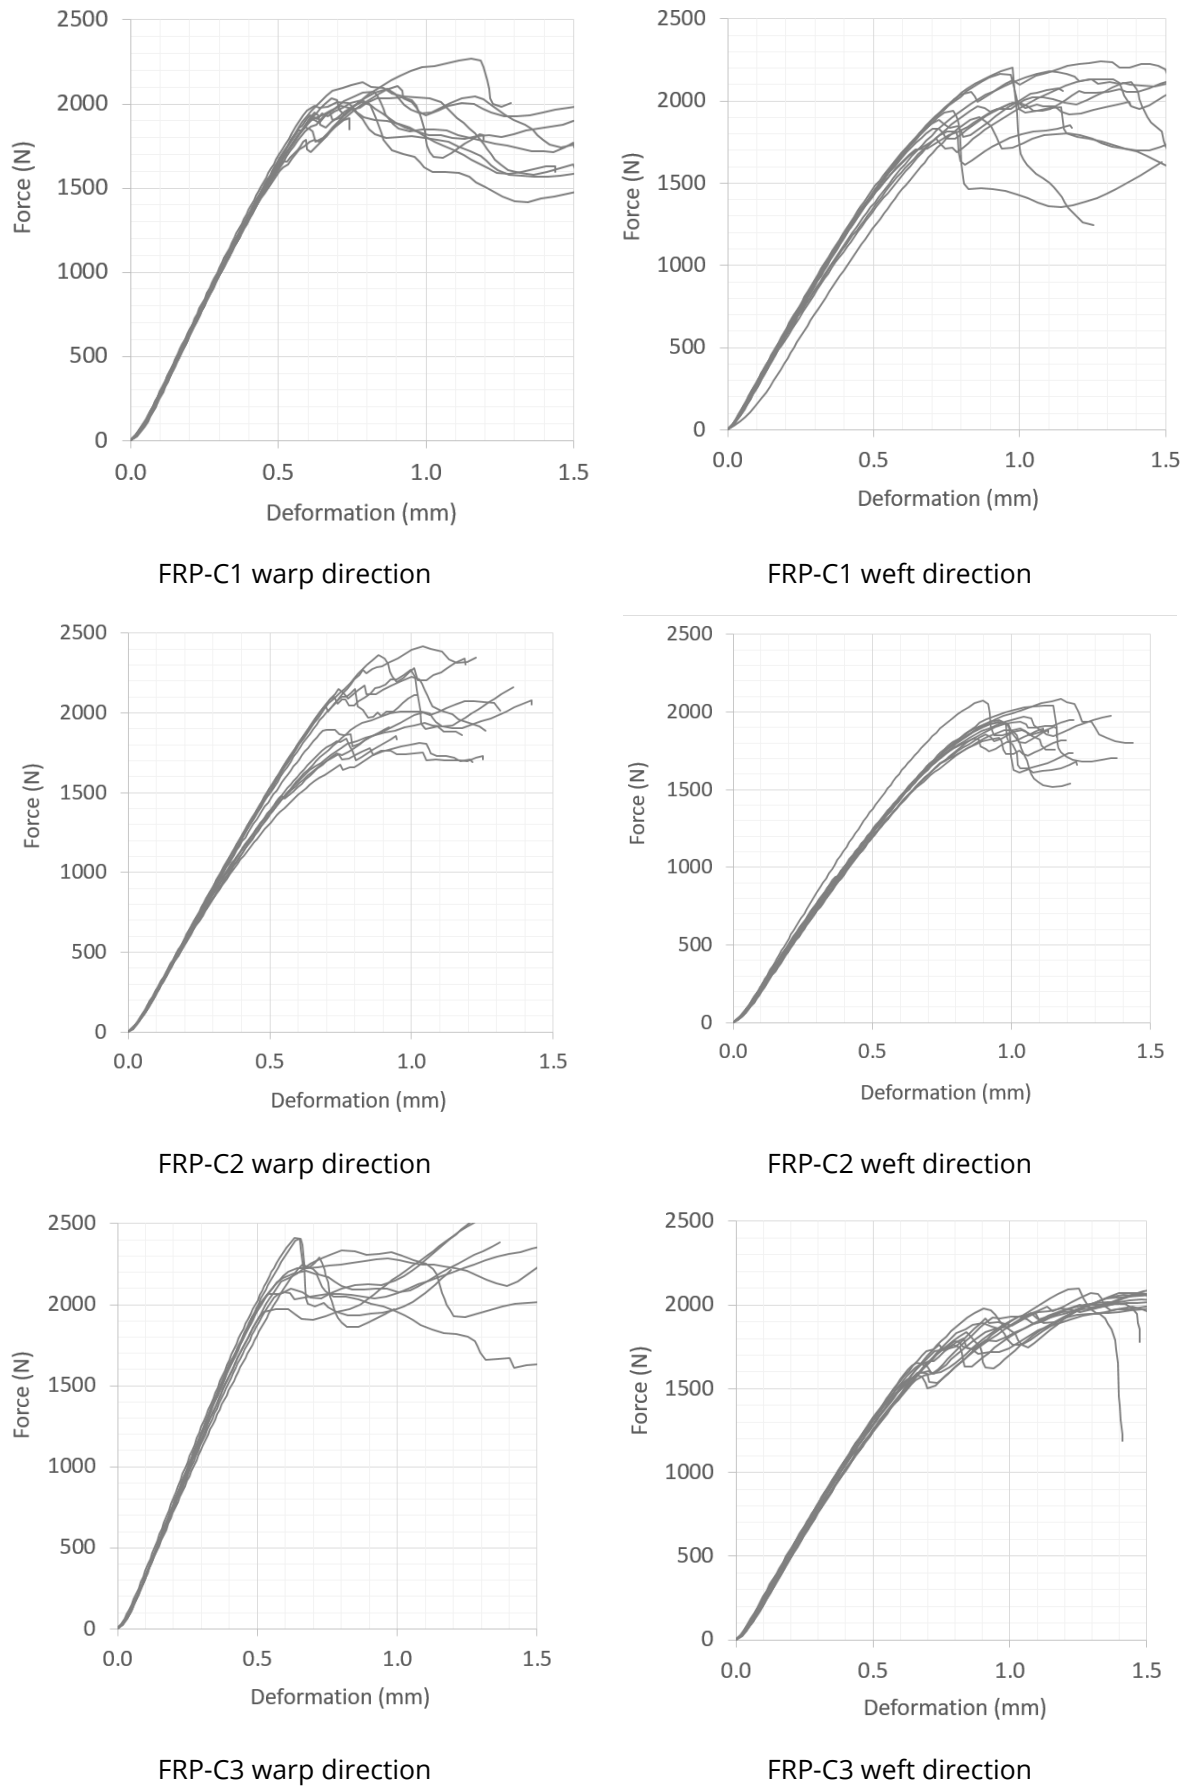 2500
2000
1500
1000
500
0
Force (N)
0.0 0.5 1.0 1.5
Deformation (mm)
FRP-C1 warp direction
2500
2000
1500
1000
500
0
Force (N)
0.0 0.5 1.0 1.5
Deformation (mm)
FRP-C1 weft direction
2500
2000
1500
1000
500
0
Force (N)
0.0 0.5 1.0 1.5
Deformation (mm)
FRP-C2 warp direction
2500
2000
1500
1000
500
0
Force (N)
0.0 0.5 1.0 1.5
Deformation (mm)
FRP-C2 weft direction
2500
2000
1500
1000
500
0
Force (N)
0.0 0.5 1.0 1.5
Deformation (mm)
FRP-C3 warp direction
2500
2000
1500
1000
500
0
Force (N)
0.0 0.5 1.0 1.5
Deformation (mm)
FRP-C3 weft direction